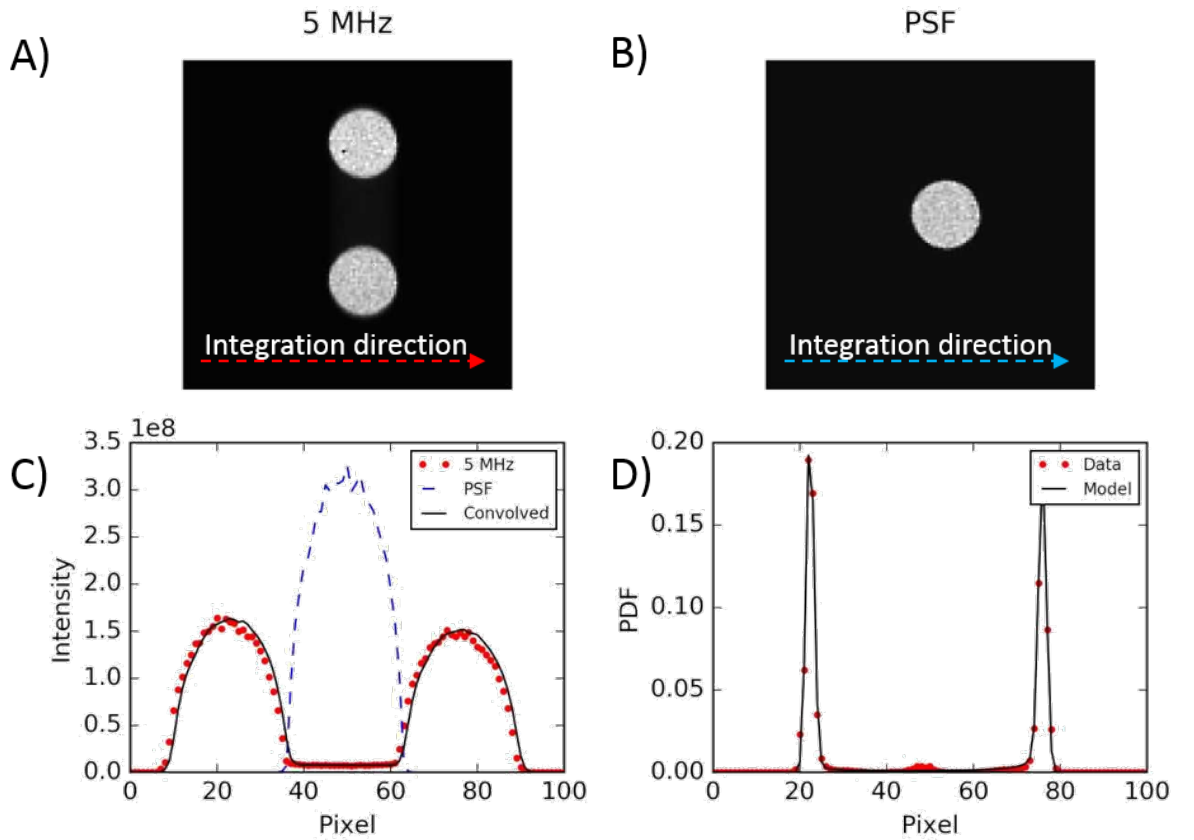 5 MHz
PSF
A)
B)
Integration direction
Integration direction
C)
1e8
3.5
3.0
2.5
2.0
1.5
1.0
0.5
0.0
Intensity
5 MHz
PSF
Convolved
0
20
40
60
80
100
Pixel
D)
0.20
0.15
0.10
0.05
0.00
PDF
Data
Model
0
20
40
60
80
100
Pixel